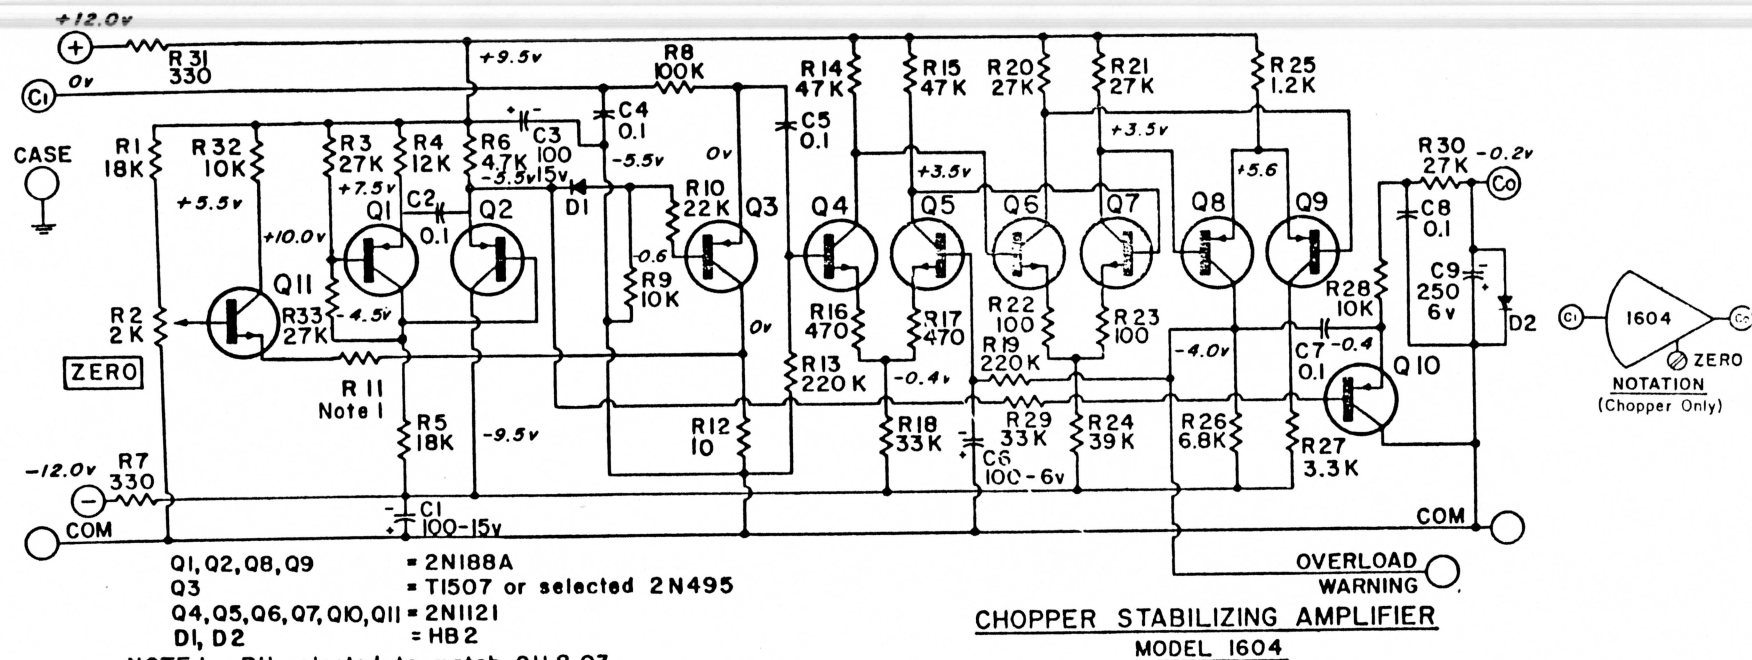 +12.0v
+
R31
330
0v
Ci
+9.5v
R8
100K
R14
47K
R15
47K
R20
27K
R21
27K
R25
1.2K
CASE
R1
18K
R32
10K
R3
27K
R4
12K
R6
4.7K
+ -
C3
100
15v
C4
0.1
C5
0.1
-5.5v
-5.5v
0v
+3.5v
+3.5v
+5.6
R30
27K
-0.2v
Co
+5.5v
+7.5v
C2
0.1
Q1
Q2
D1
R10
22K
Q3
Q4
Q5
Q6
Q7
Q8
Q9
C8
0.1
+10.0v
-0.6
R9
10K
C9
250
6v
- +
D2
Q11
R33
27K
-4.5v
R2
2K
ZERO
R11
Note 1
0v
R16
470
R17
470
R22
100
R23
100
R28
10K
R19
220K
-4.0v
C7
0.1
-0.4
Q10
R13
220K
-0.4v
R5
18K
-9.5v
R12
10
R18
33K
R29
33K
R24
39K
R26
6.8K
R27
3.3K
- +
C6
100-6v
Ci
1604
Co
ZERO
NOTATION
(Chopper Only)
-12.0v
R7
330
-
- +
C1
100-15v
COM
COM
OVERLOAD
WARNING
Q1, Q2, Q8, Q9 = 2N188A
Q3 = T1507 or selected 2N495
Q4, Q5, Q6, Q7, Q10, Q11 = 2N1121
D1, D2 = HB2
CHOPPER STABILIZING AMPLIFIER
MODEL 1604